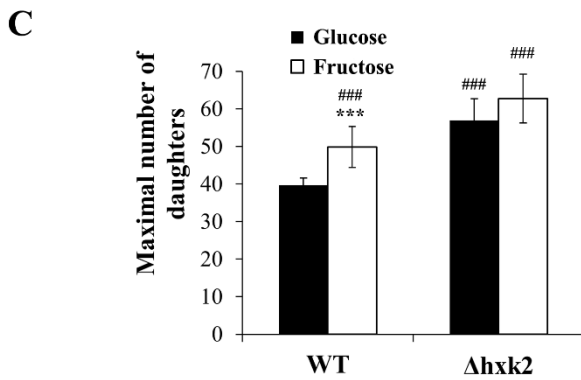 C
Glucose
Fructose
Maximal number of
daughters
70
60
50
40
30
20
10
0
###
***
###
###
WT
Δhxk2